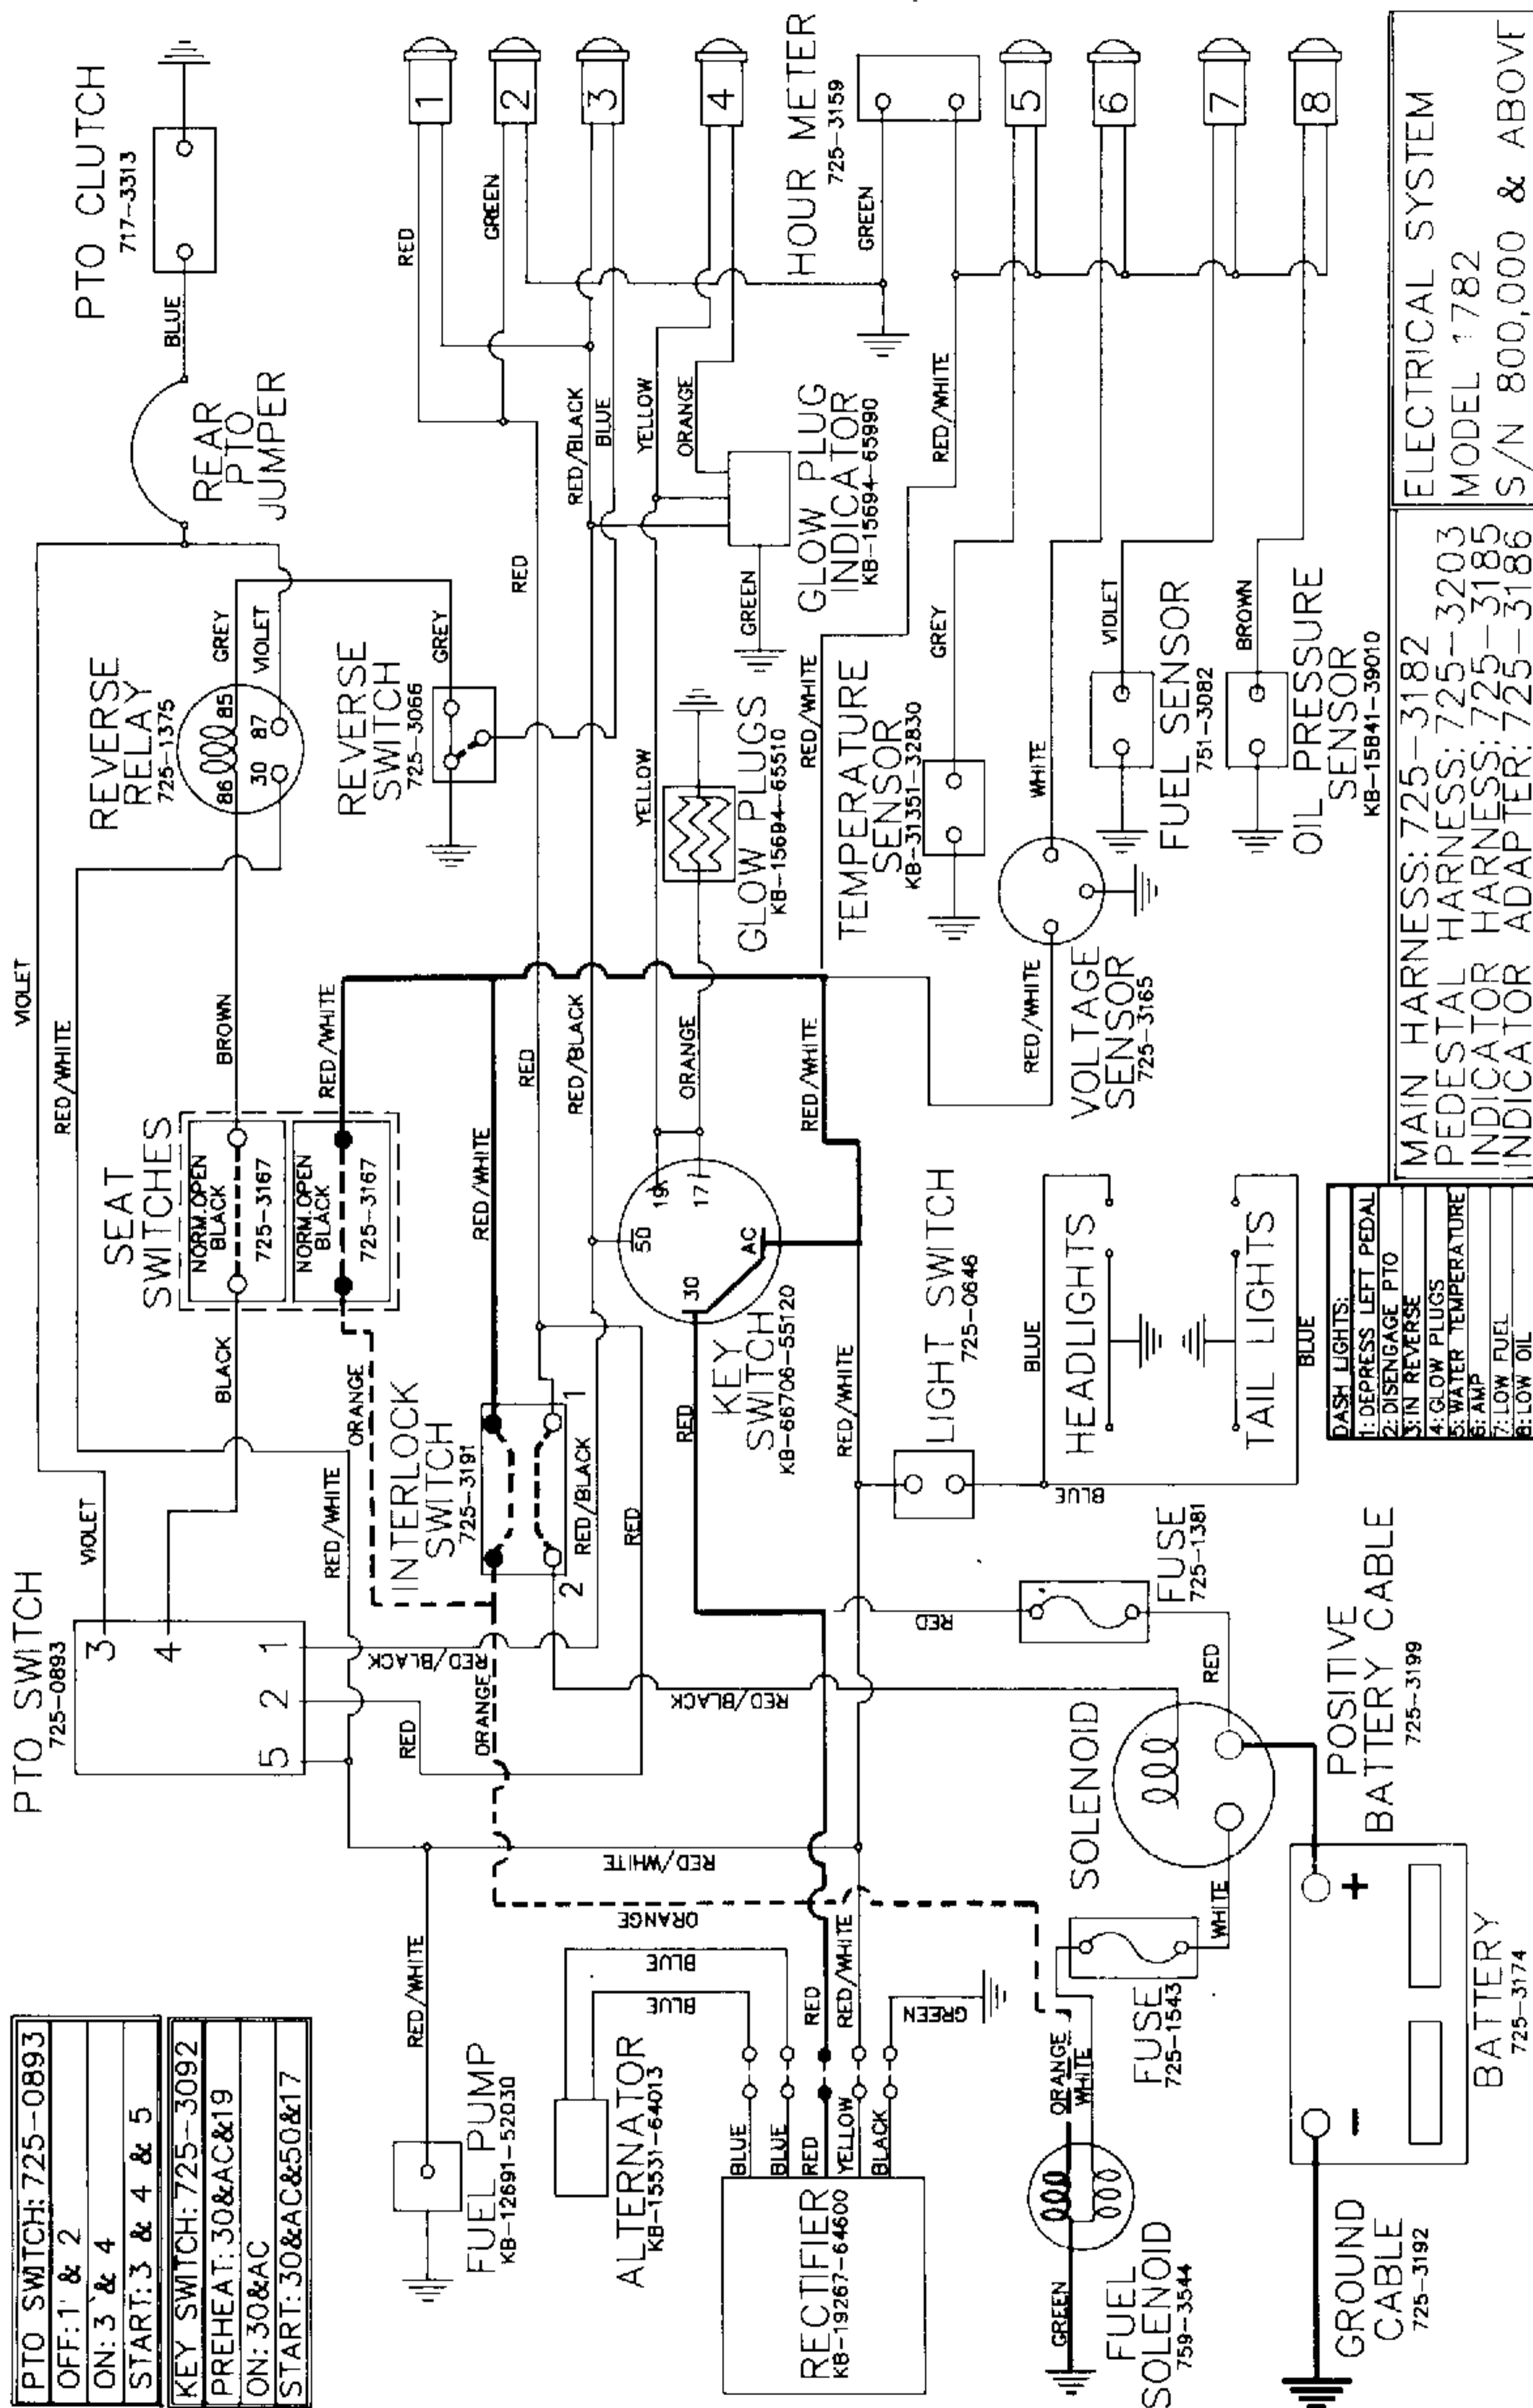 PTO SWITCH: 725-0893
OFF: 1 & 2
ON: 3 & 4
START: 3 & 4 & 5
KEY SWITCH: 725-3092
PREHEAT: 30&AC&19
ON: 30&AC
START: 30&AC&50&17
PTO SWITCH
725-0893
3
4
5
2
1
VIOLET
VIOLET
RED/WHITE
BLACK
ORANGE
RED/WHITE
RED/BLACK
RED
SEAT
SWITCHES
NORM.OPEN
BLACK
725-3167
NORM.OPEN
BLACK
725-3167
BROWN
RED/WHITE
REVERSE
RELAY
725-1375
86
85
30
87
GREY
VIOLET
REVERSE
SWITCH
725-3066
GREY
REAR
PTO
JUMPER
BLUE
PTO CLUTCH
717-3313
INTERLOCK
SWITCH
725-3191
1
2
RED/BLACK
RED
ORANGE
RED/BLACK
RED/WHITE
RED
RED/BLACK
RED
RED
GREEN
RED/BLACK
BLUE
YELLOW
ORANGE
1
2
3
4
5
6
7
8
HOUR METER
725-3159
GREEN
RED/WHITE
GLOW PLUG
INDICATOR
KB-15694-65990
GREEN
GLOW PLUGS
KB-15694-65510
YELLOW
ORANGE
RED/WHITE
RED/WHITE
KEY
SWITCH
KB-66706-55120
50
19
17
30
AC
RED
TEMPERATURE
SENSOR
KB-31351-32830
GREY
VOLTAGE
SENSOR
725-3165
RED/WHITE
WHITE
FUEL SENSOR
751-3082
VIOLET
OIL PRESSURE
SENSOR
KB-15841-39010
BROWN
LIGHT SWITCH
725-0646
RED/WHITE
BLUE
HEADLIGHTS
BLUE
TAIL LIGHTS
BLUE
FUEL PUMP
KB-12691-52030
RED/WHITE
RED/WHITE
ORANGE
ALTERNATOR
KB-15531-64013
BLUE
BLUE
RECTIFIER
KB-19267-64600
BLUE
BLUE
RED
YELLOW
BLACK
RED
RED/WHITE
GREEN
FUEL
SOLENOID
759-3544
GREEN
ORANGE
WHITE
FUSE
725-1543
WHITE
SOLENOID
RED
FUSE
725-1381
RED
POSITIVE
BATTERY CABLE
725-3199
BATTERY
725-3174
+
-
GROUND
CABLE
725-3192
DASH LIGHTS:
1: DEPRESS LEFT PEDAL
2: DISENGAGE PTO
3: IN REVERSE
4: GLOW PLUGS
5: WATER TEMPERATURE
6: AMP
7: LOW FUEL
8: LOW OIL
MAIN HARNESS: 725-3182
PEDESTAL HARNESS: 725-3203
INDICATOR HARNESS: 725-3185
INDICATOR ADAPTER: 725-3186
ELECTRICAL SYSTEM
MODEL 1782
S/N 800,000 & ABOVE